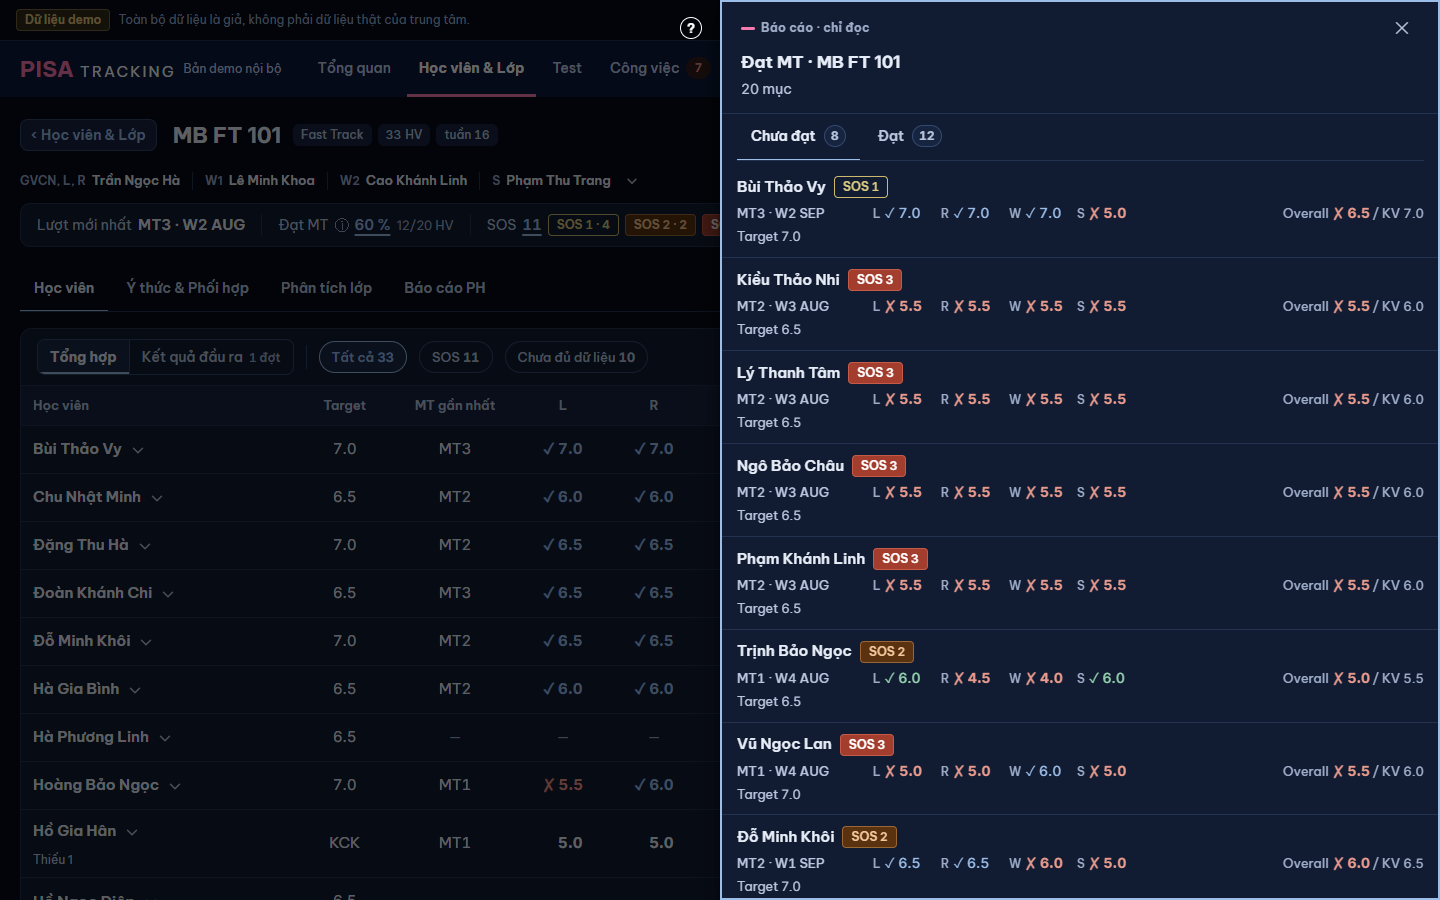 Dữ liệu demo Toàn bộ dữ liệu là giả, không phải dữ liệu thật của trung tâm.
?
PISA TRACKING Bản demo nội bộ Tổng quan Học viên & Lớp Test Công việc 7
‹ Học viên & Lớp MB FT 101 Fast Track 33 HV tuần 16
GVCN, L, R Trần Ngọc Hà W1 Lê Minh Khoa W2 Cao Khánh Linh S Phạm Thu Trang
Lượt mới nhất MT3 · W2 AUG Đạt MT 60 % 12/20 HV SOS 11 SOS 1 · 4 SOS 2 · 2
Học viên Ý thức & Phối hợp Phân tích lớp Báo cáo PH
Tổng hợp Kết quả đầu ra 1 đợt Tất cả 33 SOS 11 Chưa đủ dữ liệu 10
Học viên Target MT gần nhất L R
Bùi Thảo Vy 7.0 MT3 ✓ 7.0 ✓ 7.0
Chu Nhật Minh 6.5 MT2 ✓ 6.0 ✓ 6.0
Đặng Thu Hà 7.0 MT2 ✓ 6.5 ✓ 6.5
Đoàn Khánh Chi 6.5 MT3 ✓ 6.5 ✓ 6.5
Đỗ Minh Khôi 7.0 MT2 ✓ 6.5 ✓ 6.5
Hà Gia Bình 6.5 MT2 ✓ 6.0 ✓ 6.0
Hà Phương Linh 6.5 — — —
Hoàng Bảo Ngọc 7.0 MT1 ✗ 5.5 ✓ 6.0
Hồ Gia Hân KCK MT1 5.0 5.0
Thiếu 1
Báo cáo · chỉ đọc
Đạt MT · MB FT 101
20 mục
Chưa đạt 8 Đạt 12
Bùi Thảo Vy SOS 1
MT3 · W2 SEP L ✓ 7.0 R ✓ 7.0 W ✓ 7.0 S ✗ 5.0 Overall ✗ 6.5 / KV 7.0
Target 7.0
Kiều Thảo Nhi SOS 3
MT2 · W3 AUG L ✗ 5.5 R ✗ 5.5 W ✗ 5.5 S ✗ 5.5 Overall ✗ 5.5 / KV 6.0
Target 6.5
Lý Thanh Tâm SOS 3
MT2 · W3 AUG L ✗ 5.5 R ✗ 5.5 W ✗ 5.5 S ✗ 5.5 Overall ✗ 5.5 / KV 6.0
Target 6.5
Ngô Bảo Châu SOS 3
MT2 · W3 AUG L ✗ 5.5 R ✗ 5.5 W ✗ 5.5 S ✗ 5.5 Overall ✗ 5.5 / KV 6.0
Target 6.5
Phạm Khánh Linh SOS 3
MT2 · W3 AUG L ✗ 5.5 R ✗ 5.5 W ✗ 5.5 S ✗ 5.5 Overall ✗ 5.5 / KV 6.0
Target 6.5
Trịnh Bảo Ngọc SOS 2
MT1 · W4 AUG L ✓ 6.0 R ✗ 4.5 W ✗ 4.0 S ✓ 6.0 Overall ✗ 5.0 / KV 5.5
Target 6.5
Vũ Ngọc Lan SOS 3
MT1 · W4 AUG L ✗ 5.0 R ✗ 5.0 W ✓ 6.0 S ✗ 5.0 Overall ✗ 5.5 / KV 6.0
Target 7.0
Đỗ Minh Khôi SOS 2
MT2 · W1 SEP L ✓ 6.5 R ✓ 6.5 W ✗ 6.0 S ✗ 5.0 Overall ✗ 6.0 / KV 6.5
Target 7.0